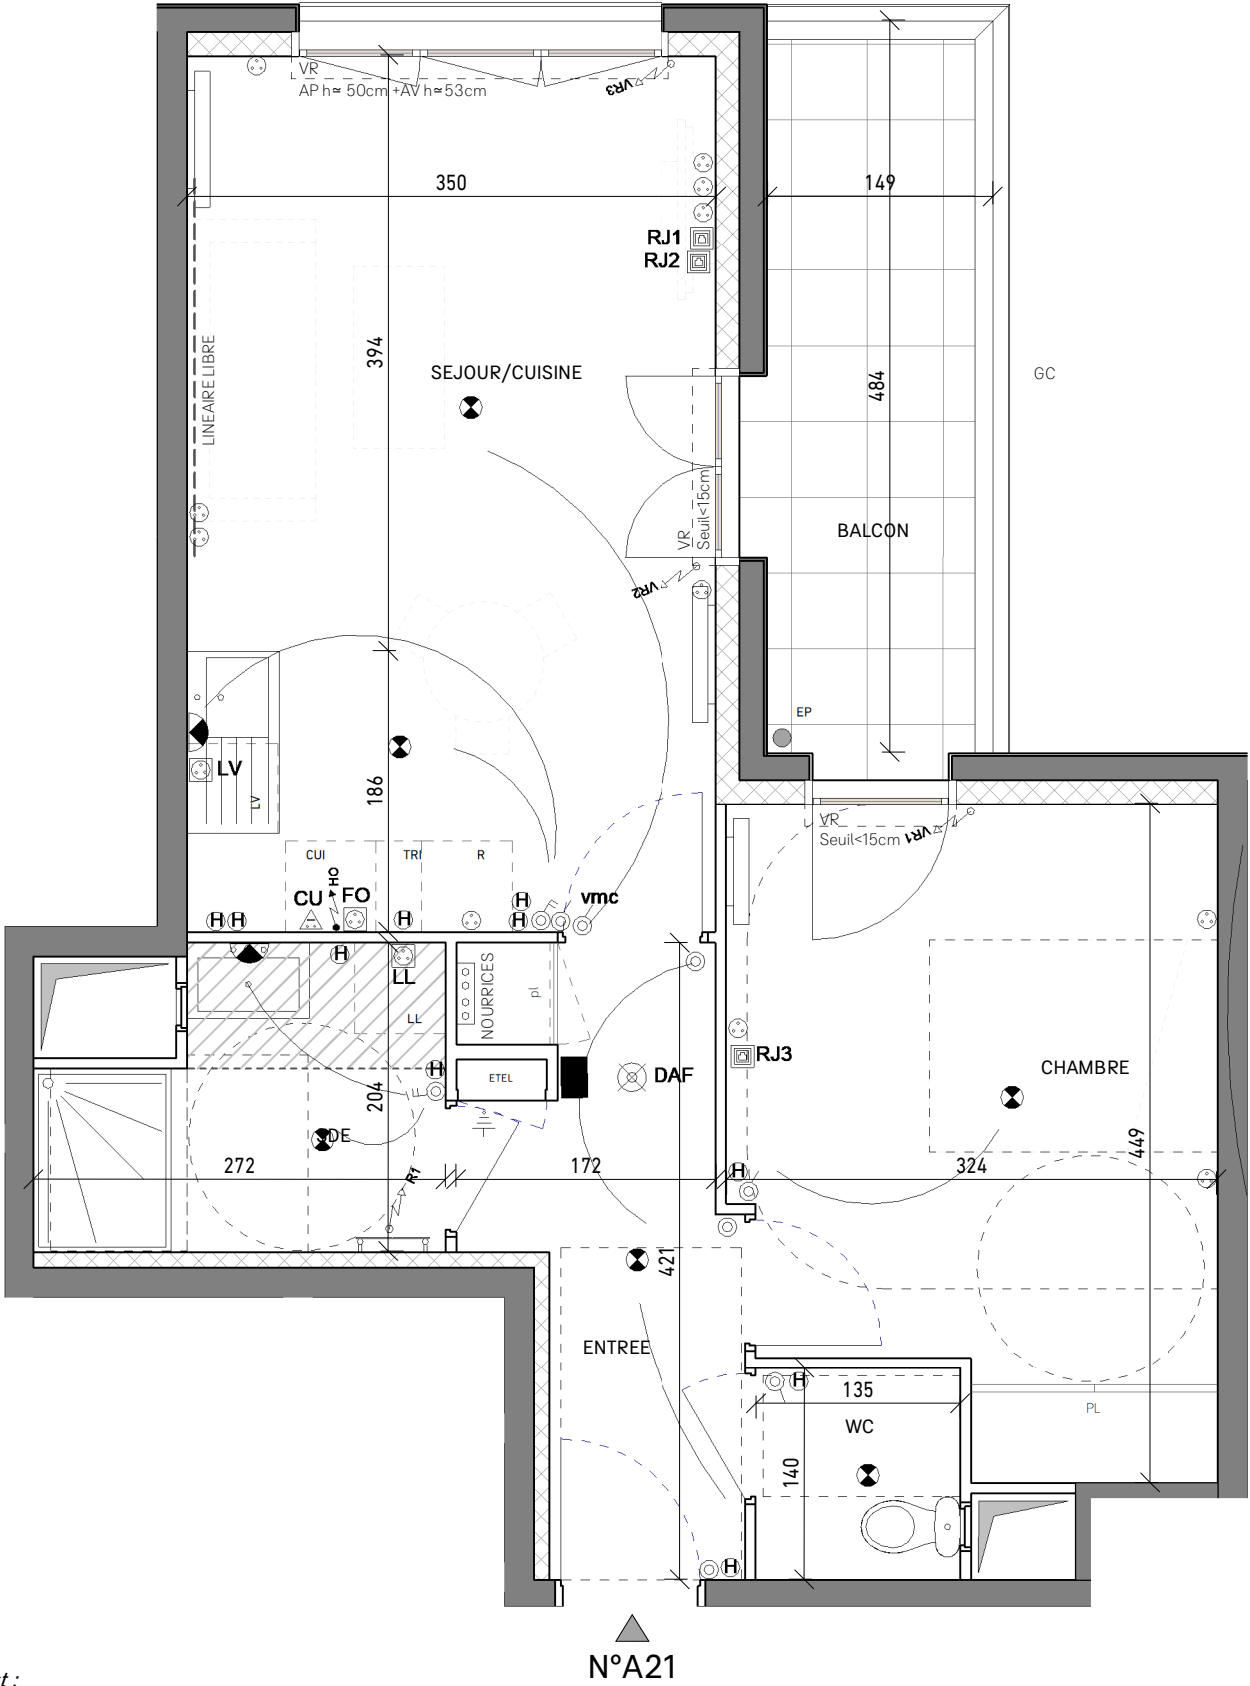 VR
AP h≃ 50cm +AV h≃53cm
VR3
350
149
RJ1
RJ2
LINEAIRE LIBRE
394
SEJOUR/CUISINE
484
GC
VR
Seuil<15cm
BALCON
VR2
EP
LV
LV
186
VR
Seuil<15cm
VR1
CUI
TRI
R
HO
CU
FO
vmc
H
H
H
H
H
H
LL
LL
NOURRICES
pl
RJ3
H
ETEL
DAF
CHAMBRE
204
SDE
449
272
172
324
H
R1
421
ENTREE
H
135
WC
PL
140
H
N°A21
t :